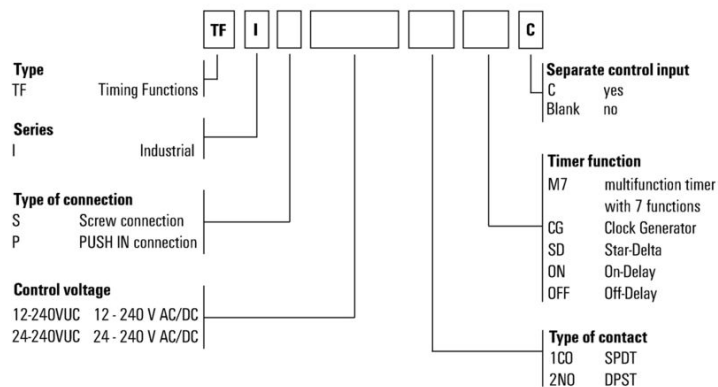 TF I C
Type
TF Timing Functions
Series
I Industrial
Type of connection
S Screw connection
P PUSH IN connection
Control voltage
12-240VUC 12 - 240 V AC/DC
24-240VUC 24 - 240 V AC/DC
Separate control input
C yes
Blank no
Timer function
M7 multifunction timer
with 7 functions
CG Clock Generator
SD Star-Delta
ON On-Delay
OFF Off-Delay
Type of contact
1CO SPDT
2NO DPST